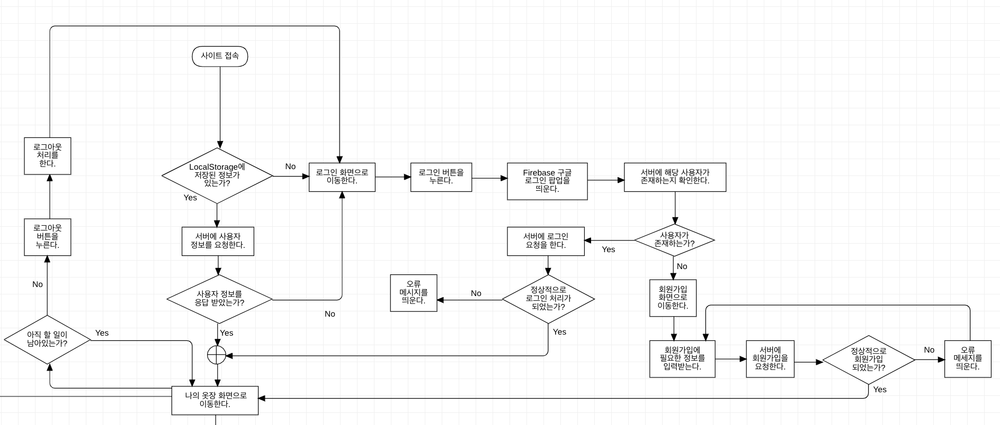 사이트 접속
로그아웃
처리를
한다.
LocalStorage에
저장된 정보가
있는가?
No
Yes
로그인 화면으로
이동한다.
로그인 버튼을
누른다.
Firebase 구글
로그인 팝업을
띄운다.
서버에 해당 사용자가
존재하는지 확인한다.
로그아웃
버튼을
누른다.
서버에 사용자
정보를 요청한다.
서버에 로그인
요청을 한다.
Yes
사용자가
존재하는가?
No
No
사용자 정보를
응답 받았는가?
No
Yes
오류
메시지를
띄운다.
No
정상적으로
로그인 처리가
되었는가?
Yes
회원가입
화면으로
이동한다.
아직 할 일이
남아있는가?
Yes
회원가입에
필요한 정보를
입력받는다.
서버에
회원가입을
요청한다.
정상적으로
회원가입
되었는가?
No
Yes
오류
메세지를
띄운다.
나의 옷장 화면으로
이동한다.